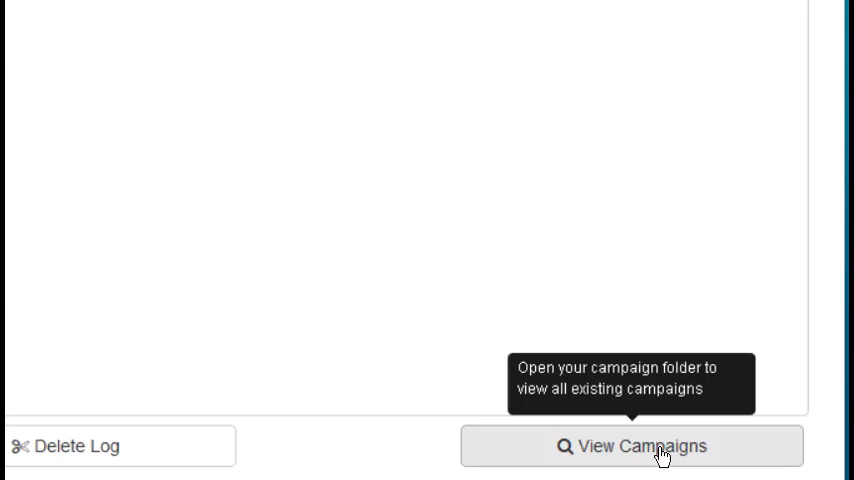 Open your campaign folder to
view all existing campaigns
Delete Log
View Campaigns